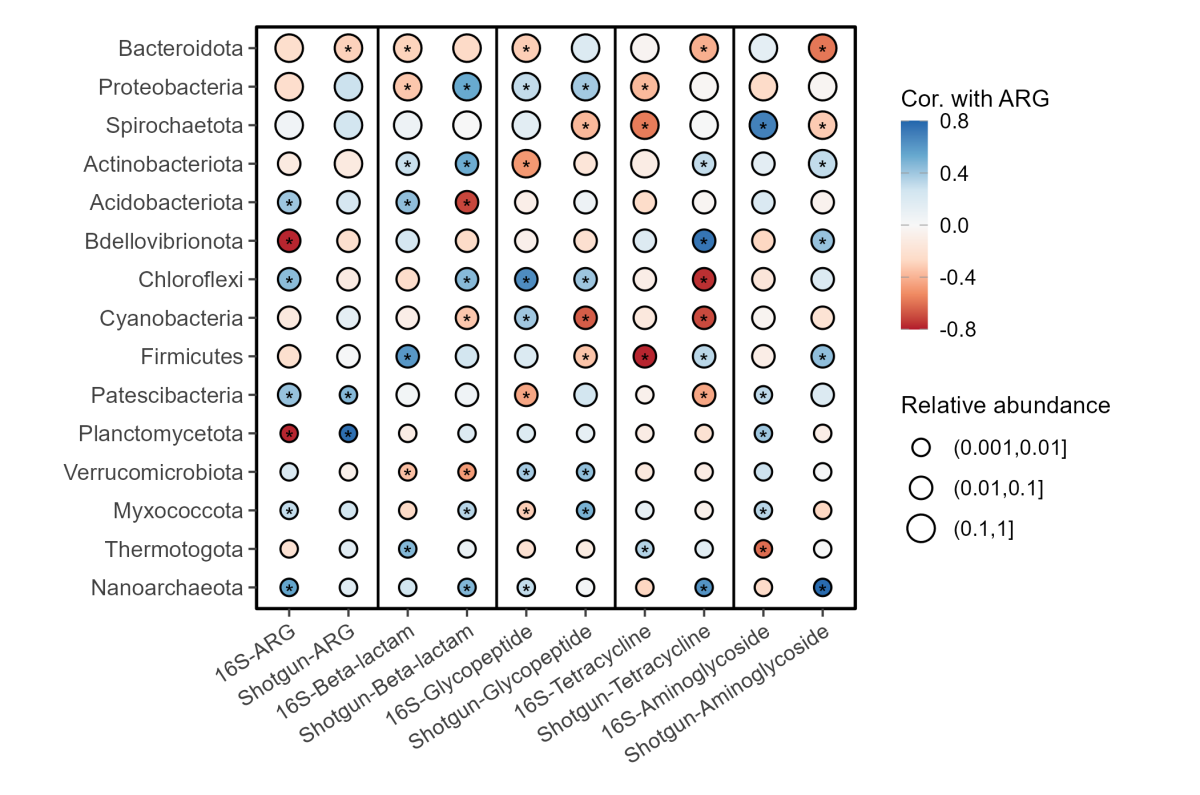 Bacteroidota
Proteobacteria
Spirochaetota
Actinobacteriota
Acidobacteriota
Bdellovibrionota
Chloroflexi
Cyanobacteria
Firmicutes
Patescibacteria
Planctomycetota
Verrucomicrobiota
Myxococcota
Thermotogota
Nanoarchaeota
16S-ARG
Shotgun-ARG
16S-Beta-lactam
Shotgun-Beta-lactam
16S-Glycopeptide
Shotgun-Glycopeptide
16S-Tetracycline
Shotgun-Tetracycline
16S-Aminoglycoside
Shotgun-Aminoglycoside
Cor. with ARG
0.8
0.4
0.0
-0.4
-0.8
Relative abundance
(0.001,0.01]
(0.01,0.1]
(0.1,1]